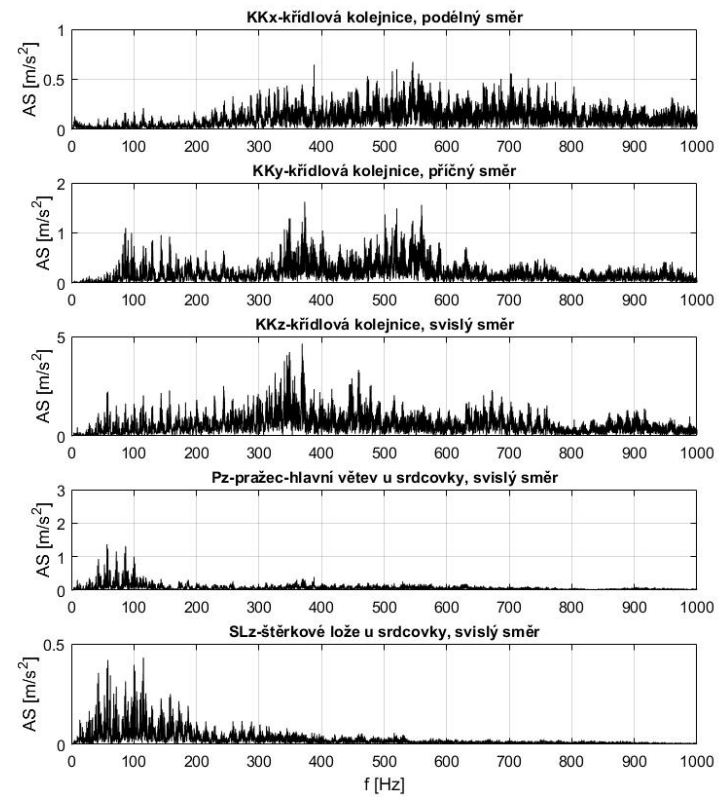 KKx-křídlová kolejnice, podélný směr
AS [m/s2]
1
0.5
0
0 100 200 300 400 500 600 700 800 900 1000
KKy-křídlová kolejnice, příčný směr
AS [m/s2]
2
1
0
0 100 200 300 400 500 600 700 800 900 1000
KKz-křídlová kolejnice, svislý směr
AS [m/s2]
5
0
0 100 200 300 400 500 600 700 800 900 1000
Pz-pražec-hlavní větev u srdcovky, svislý směr
AS [m/s2]
3
2
1
0
0 100 200 300 400 500 600 700 800 900 1000
SLz-štěrkové lože u srdcovky, svislý směr
AS [m/s2]
0.5
0
0 100 200 300 400 500 600 700 800 900 1000
f [Hz]